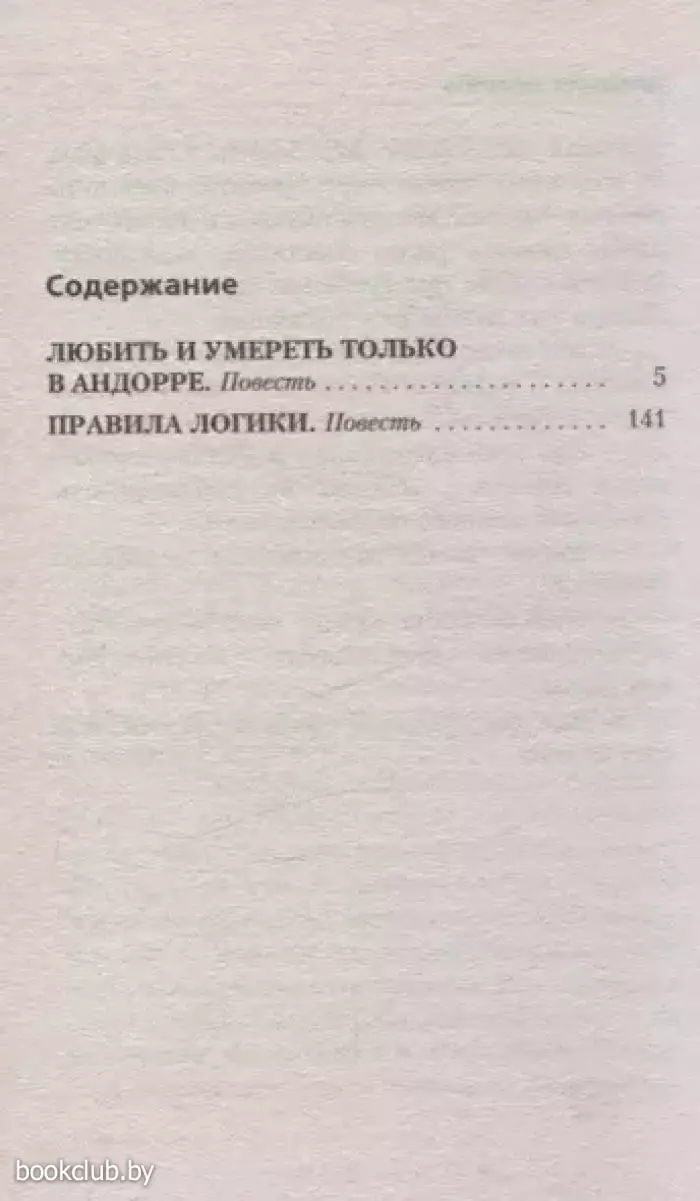 Содержание
ЛЮБИТЬ И УМЕРЕТЬ ТОЛЬКО
В АНДОРРЕ. Повесть ...................... 5
ПРАВИЛА ЛОГИКИ. Повесть ............. 141
bookclub.by